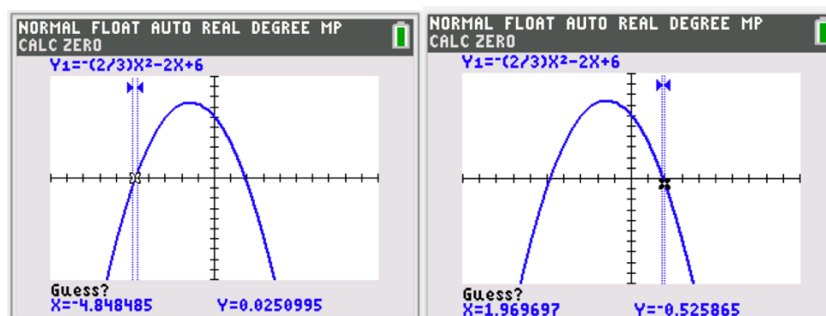 NORMAL FLOAT AUTO REAL DEGREE MP
CALC ZERO
Y1=-(2/3)X²-2X+6
Guess?
X=-4.848485 Y=0.0250995
NORMAL FLOAT AUTO REAL DEGREE MP
CALC ZERO
Y1=-(2/3)X²-2X+6
Guess?
X=1.969697 Y=-0.525865